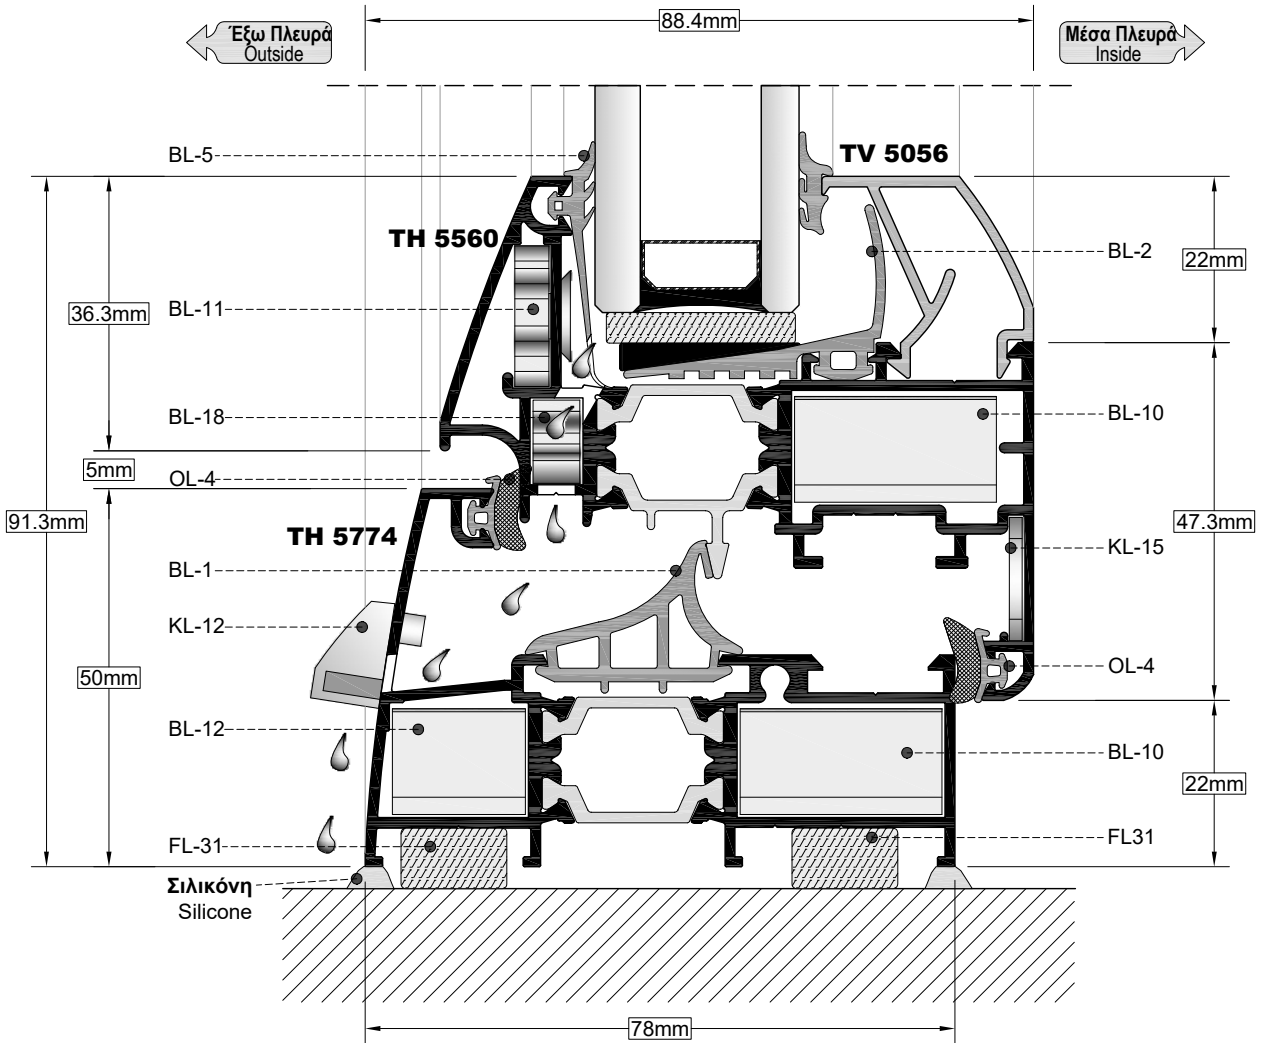 88.4mm
Έξω Πλευρά
Outside
Μέσα Πλευρά
Inside
BL-5
TV 5056
TH 5560
BL-2
22mm
36.3mm
BL-11
BL-18
BL-10
5mm
OL-4
91.3mm
TH 5774
47.3mm
KL-15
BL-1
KL-12
50mm
OL-4
BL-12
BL-10
22mm
FL-31
FL31
Σιλικόνη
Silicone
78mm